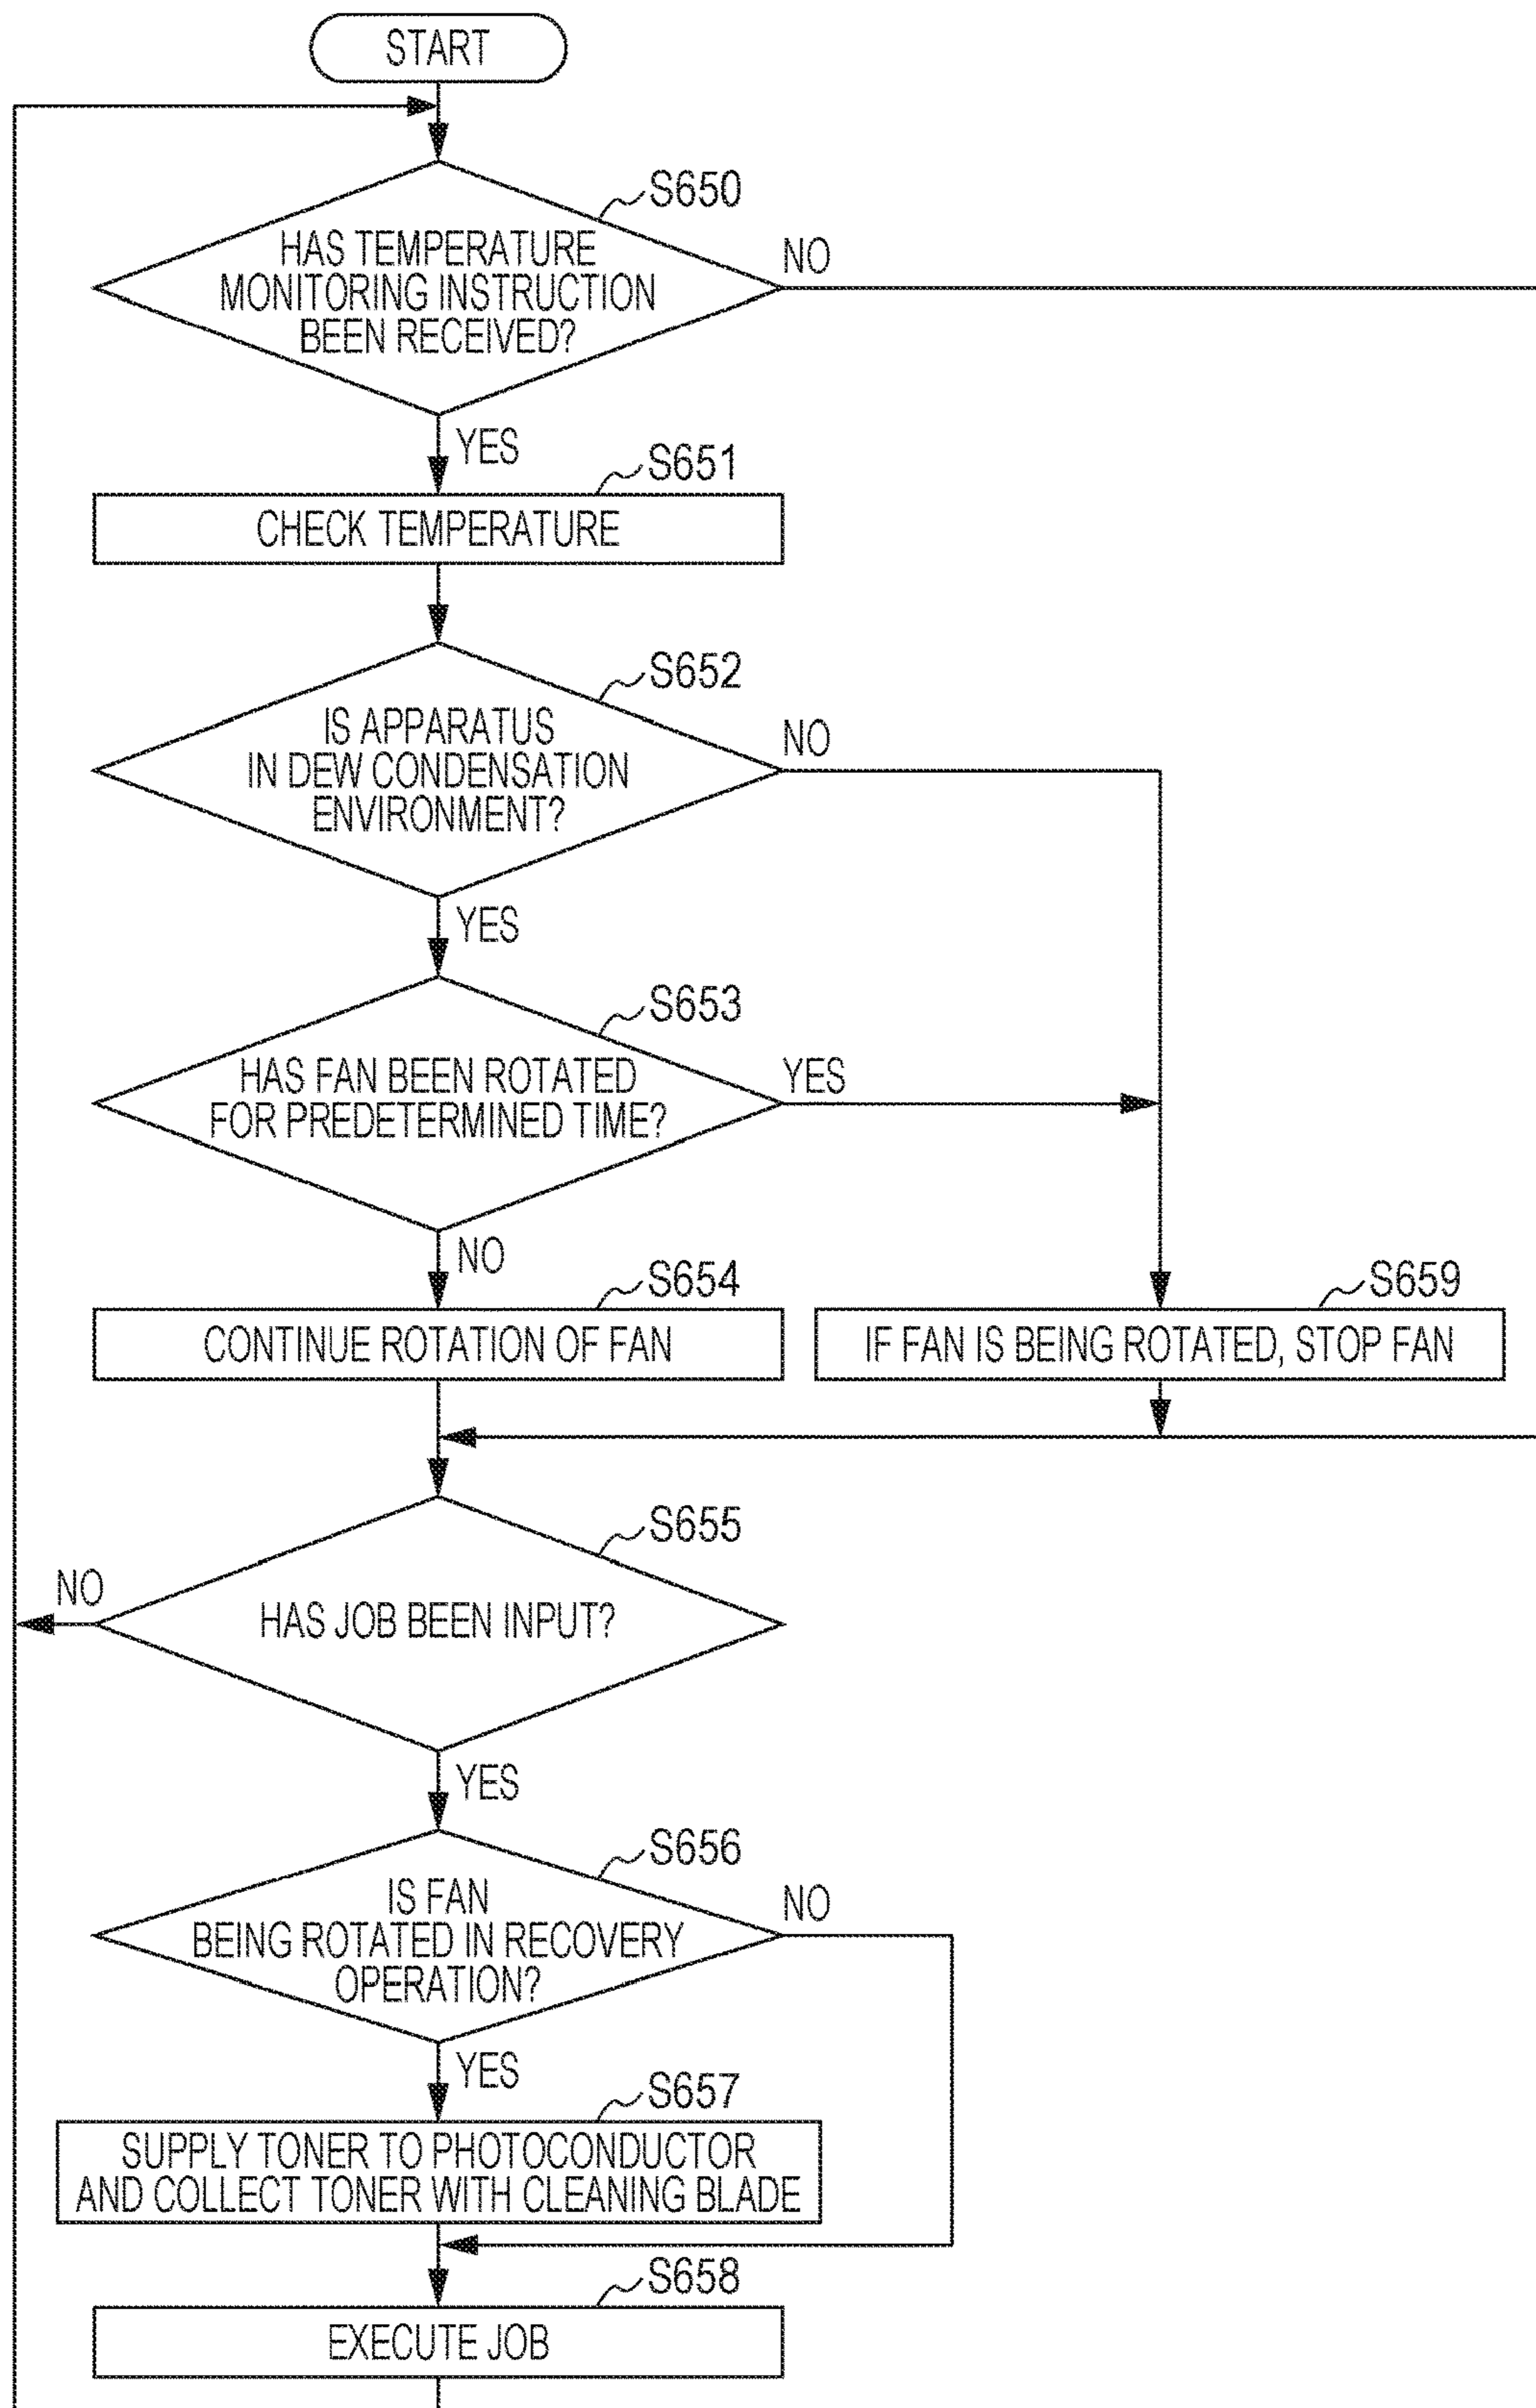 START
S650
HAS TEMPERATURE
MONITORING INSTRUCTION
BEEN RECEIVED?
NO
YES
S651
CHECK TEMPERATURE
S652
IS APPARATUS
IN DEW CONDENSATION
ENVIRONMENT?
NO
YES
S653
HAS FAN BEEN ROTATED
FOR PREDETERMINED TIME?
YES
NO
S654
CONTINUE ROTATION OF FAN
S659
IF FAN IS BEING ROTATED, STOP FAN
S655
HAS JOB BEEN INPUT?
NO
YES
S656
IS FAN
BEING ROTATED IN RECOVERY
OPERATION?
NO
YES
S657
SUPPLY TONER TO PHOTOCONDUCTOR
AND COLLECT TONER WITH CLEANING BLADE
S658
EXECUTE JOB